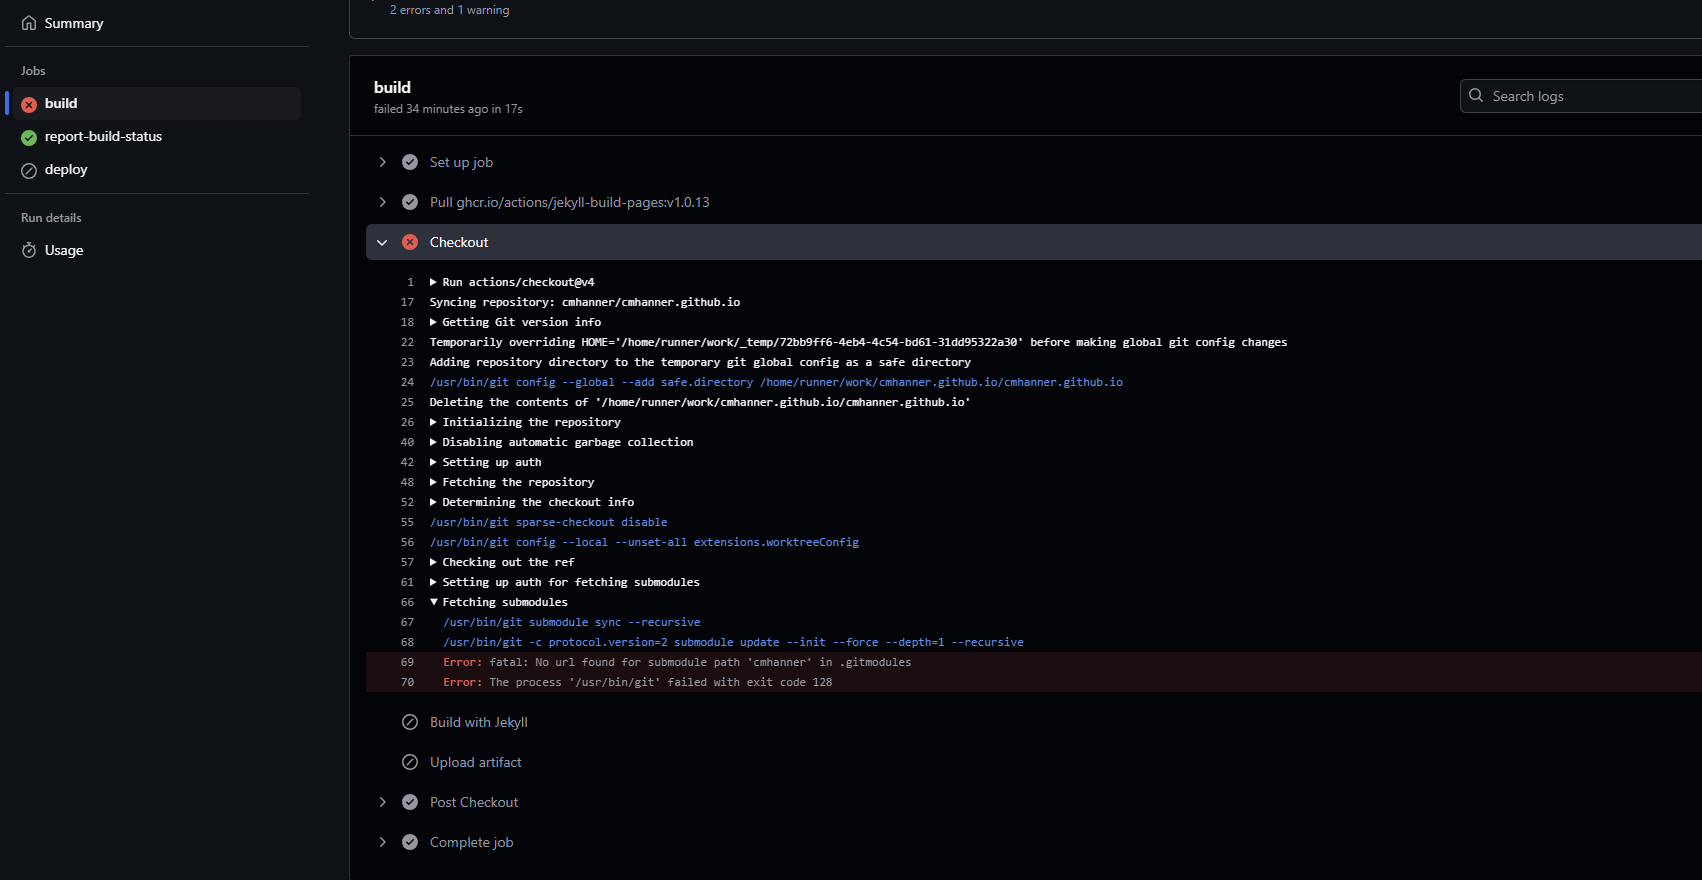 Summary
Jobs
build
report-build-status
deploy
Run details
Usage
2 errors and 1 warning
build
failed 34 minutes ago in 17s
Search logs
Set up job
Pull ghcr.io/actions/jekyll-build-pages:v1.0.13
Checkout
1 ▶ Run actions/checkout@v4
17 Syncing repository: cmhanner/cmhanner.github.io
18 ▶ Getting Git version info
22 Temporarily overriding HOME='/home/runner/work/_temp/72bb9ff6-4eb4-4c54-bd61-31dd95322a30' before making global git config changes
23 Adding repository directory to the temporary git global config as a safe directory
24 /usr/bin/git config --global --add safe.directory /home/runner/work/cmhanner.github.io/cmhanner.github.io
25 Deleting the contents of '/home/runner/work/cmhanner.github.io/cmhanner.github.io'
26 ▶ Initializing the repository
40 ▶ Disabling automatic garbage collection
42 ▶ Setting up auth
48 ▶ Fetching the repository
52 ▶ Determining the checkout info
55 /usr/bin/git sparse-checkout disable
56 /usr/bin/git config --local --unset-all extensions.worktreeConfig
57 ▶ Checking out the ref
61 ▶ Setting up auth for fetching submodules
66 ▼ Fetching submodules
67 /usr/bin/git submodule sync --recursive
68 /usr/bin/git -c protocol.version=2 submodule update --init --force --depth=1 --recursive
69 Error: fatal: No url found for submodule path 'cmhanner' in .gitmodules
70 Error: The process '/usr/bin/git' failed with exit code 128
Build with Jekyll
Upload artifact
Post Checkout
Complete job